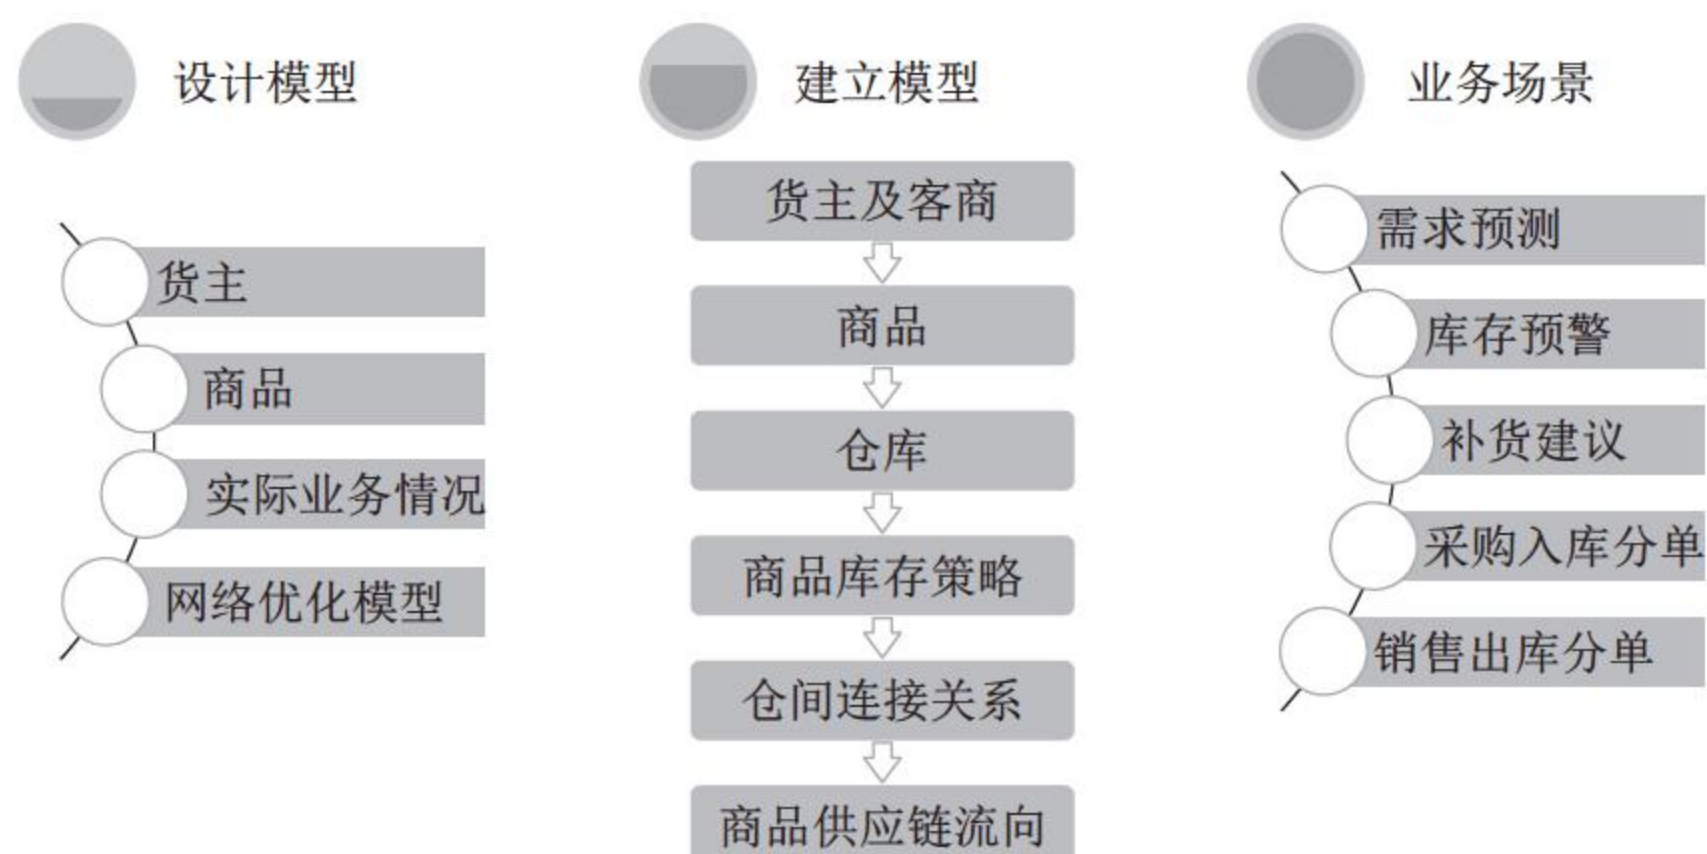 设计模型
货主
商品
实际业务情况
网络优化模型
建立模型
货主及客商
商品
仓库
商品库存策略
仓间连接关系
商品供应链流向
业务场景
需求预测
库存预警
补货建议
采购入库分单
销售出库分单